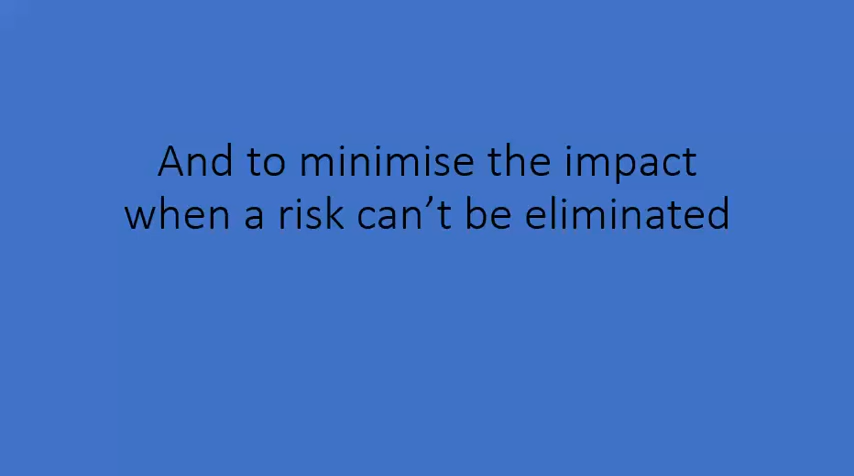 And to minimise the impact
when a risk can’t be eliminated